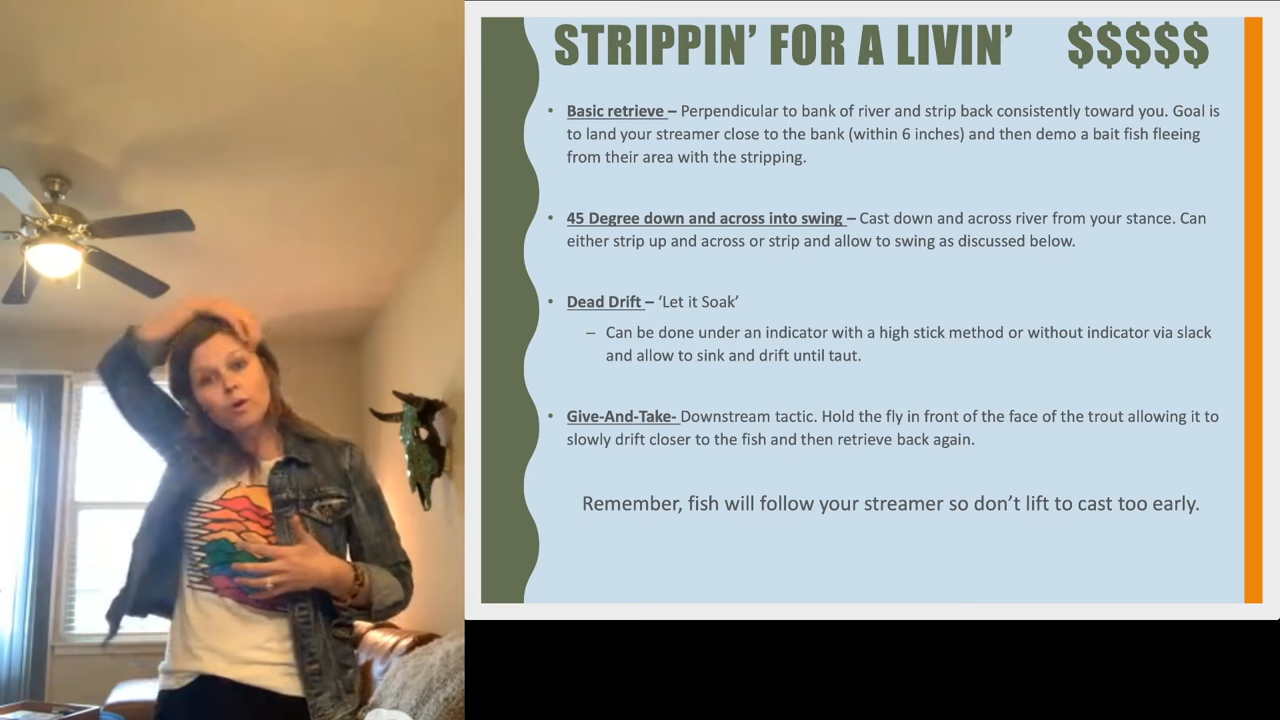 STRIPPIN' FOR A LIVIN' $$$$$
• Basic retrieve – Perpendicular to bank of river and strip back consistently toward you. Goal is
to land your streamer close to the bank (within 6 inches) and then demo a bait fish fleeing
from their area with the stripping.
• 45 Degree down and across into swing – Cast down and across river from your stance. Can
either strip up and across or strip and allow to swing as discussed below.
• Dead Drift – ‘Let it Soak’
– Can be done under an indicator with a high stick method or without indicator via slack
and allow to sink and drift until taut.
• Give-And-Take- Downstream tactic. Hold the fly in front of the face of the trout allowing it to
slowly drift closer to the fish and then retrieve back again.
Remember, fish will follow your streamer so don’t lift to cast too early.